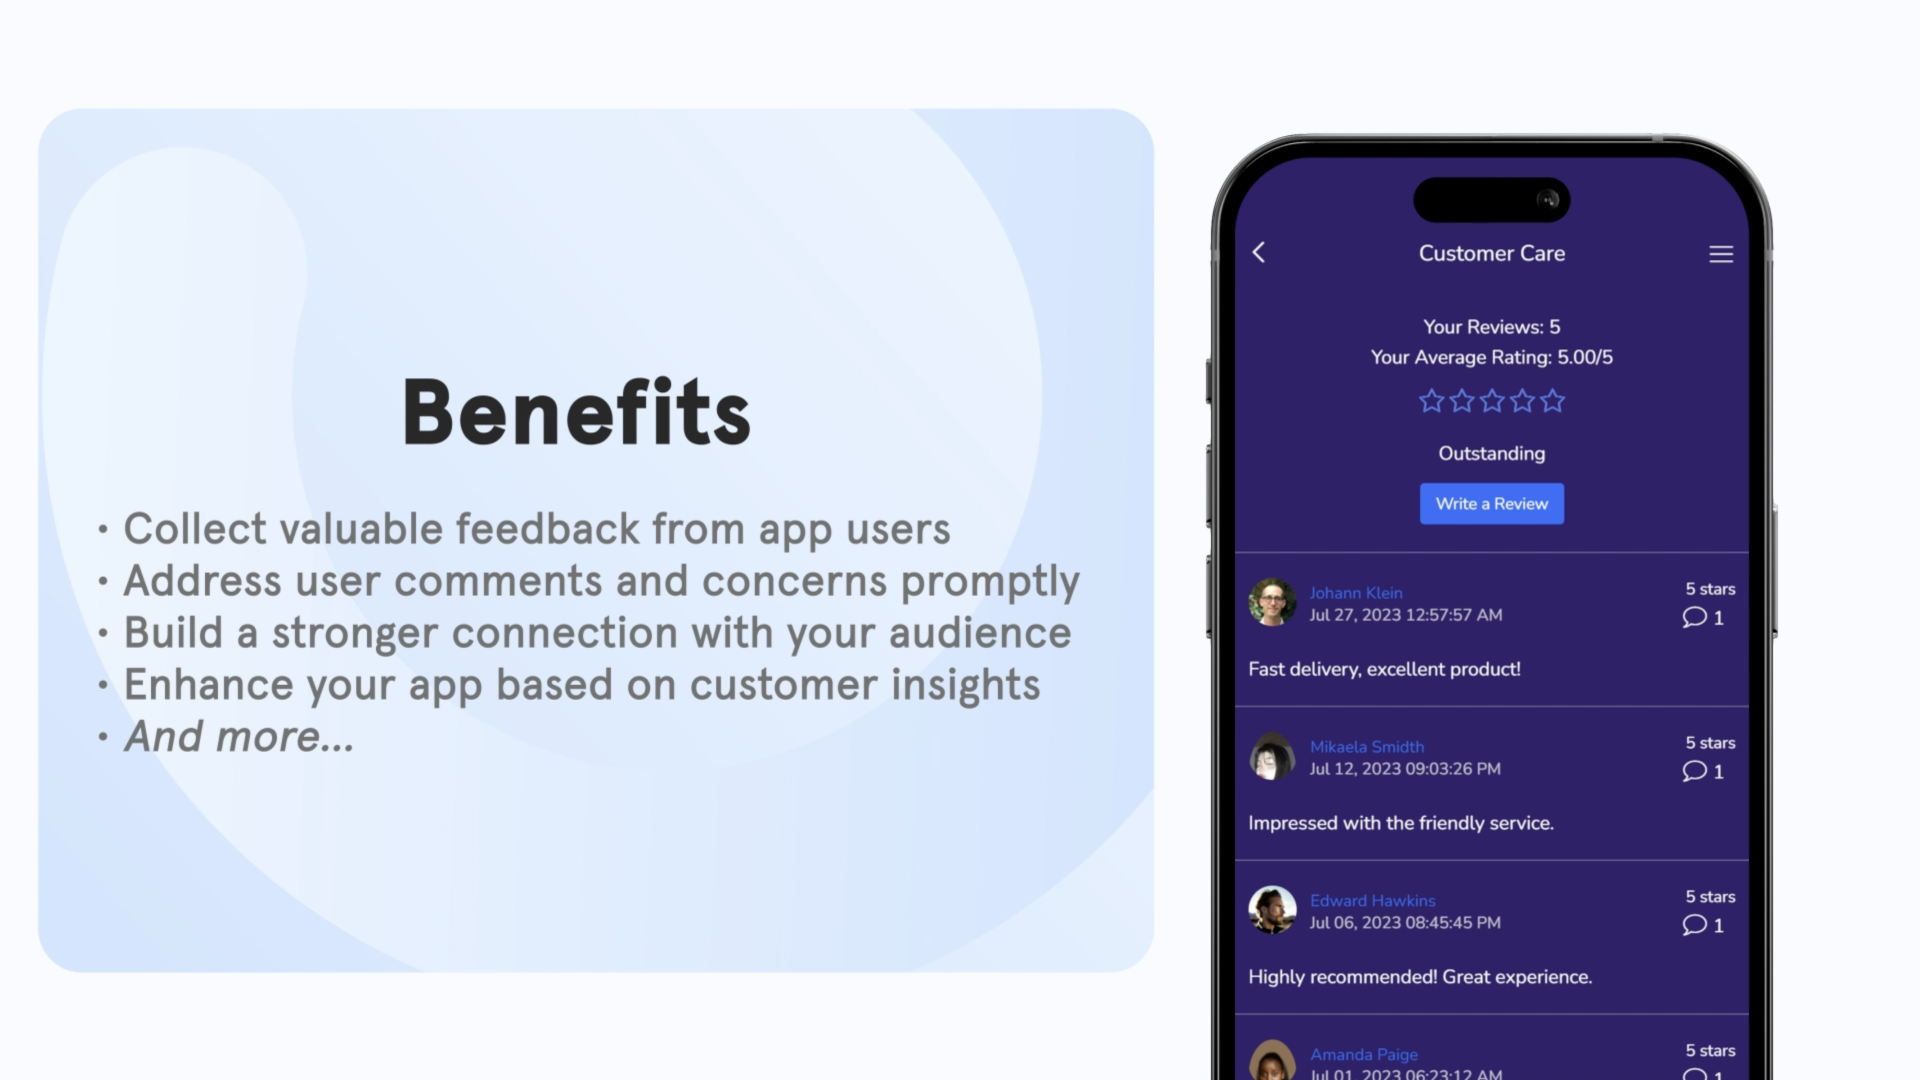 Benefits
• Collect valuable feedback from app users
• Address user comments and concerns promptly
• Build a stronger connection with your audience
• Enhance your app based on customer insights
• And more...
Customer Care
Your Reviews: 5
Your Average Rating: 5.00/5
Outstanding
Write a Review
Johann Klein
5 stars
Jul 27, 2023 12:57:57 AM
1
Fast delivery, excellent product!
Mikaela Smidth
5 stars
Jul 12, 2023 09:03:26 PM
1
Impressed with the friendly service.
Edward Hawkins
5 stars
Jul 06, 2023 08:45:45 PM
1
Highly recommended! Great experience.
Amanda Paige
5 stars
Jul 01, 2023 06:23:12 AM
1